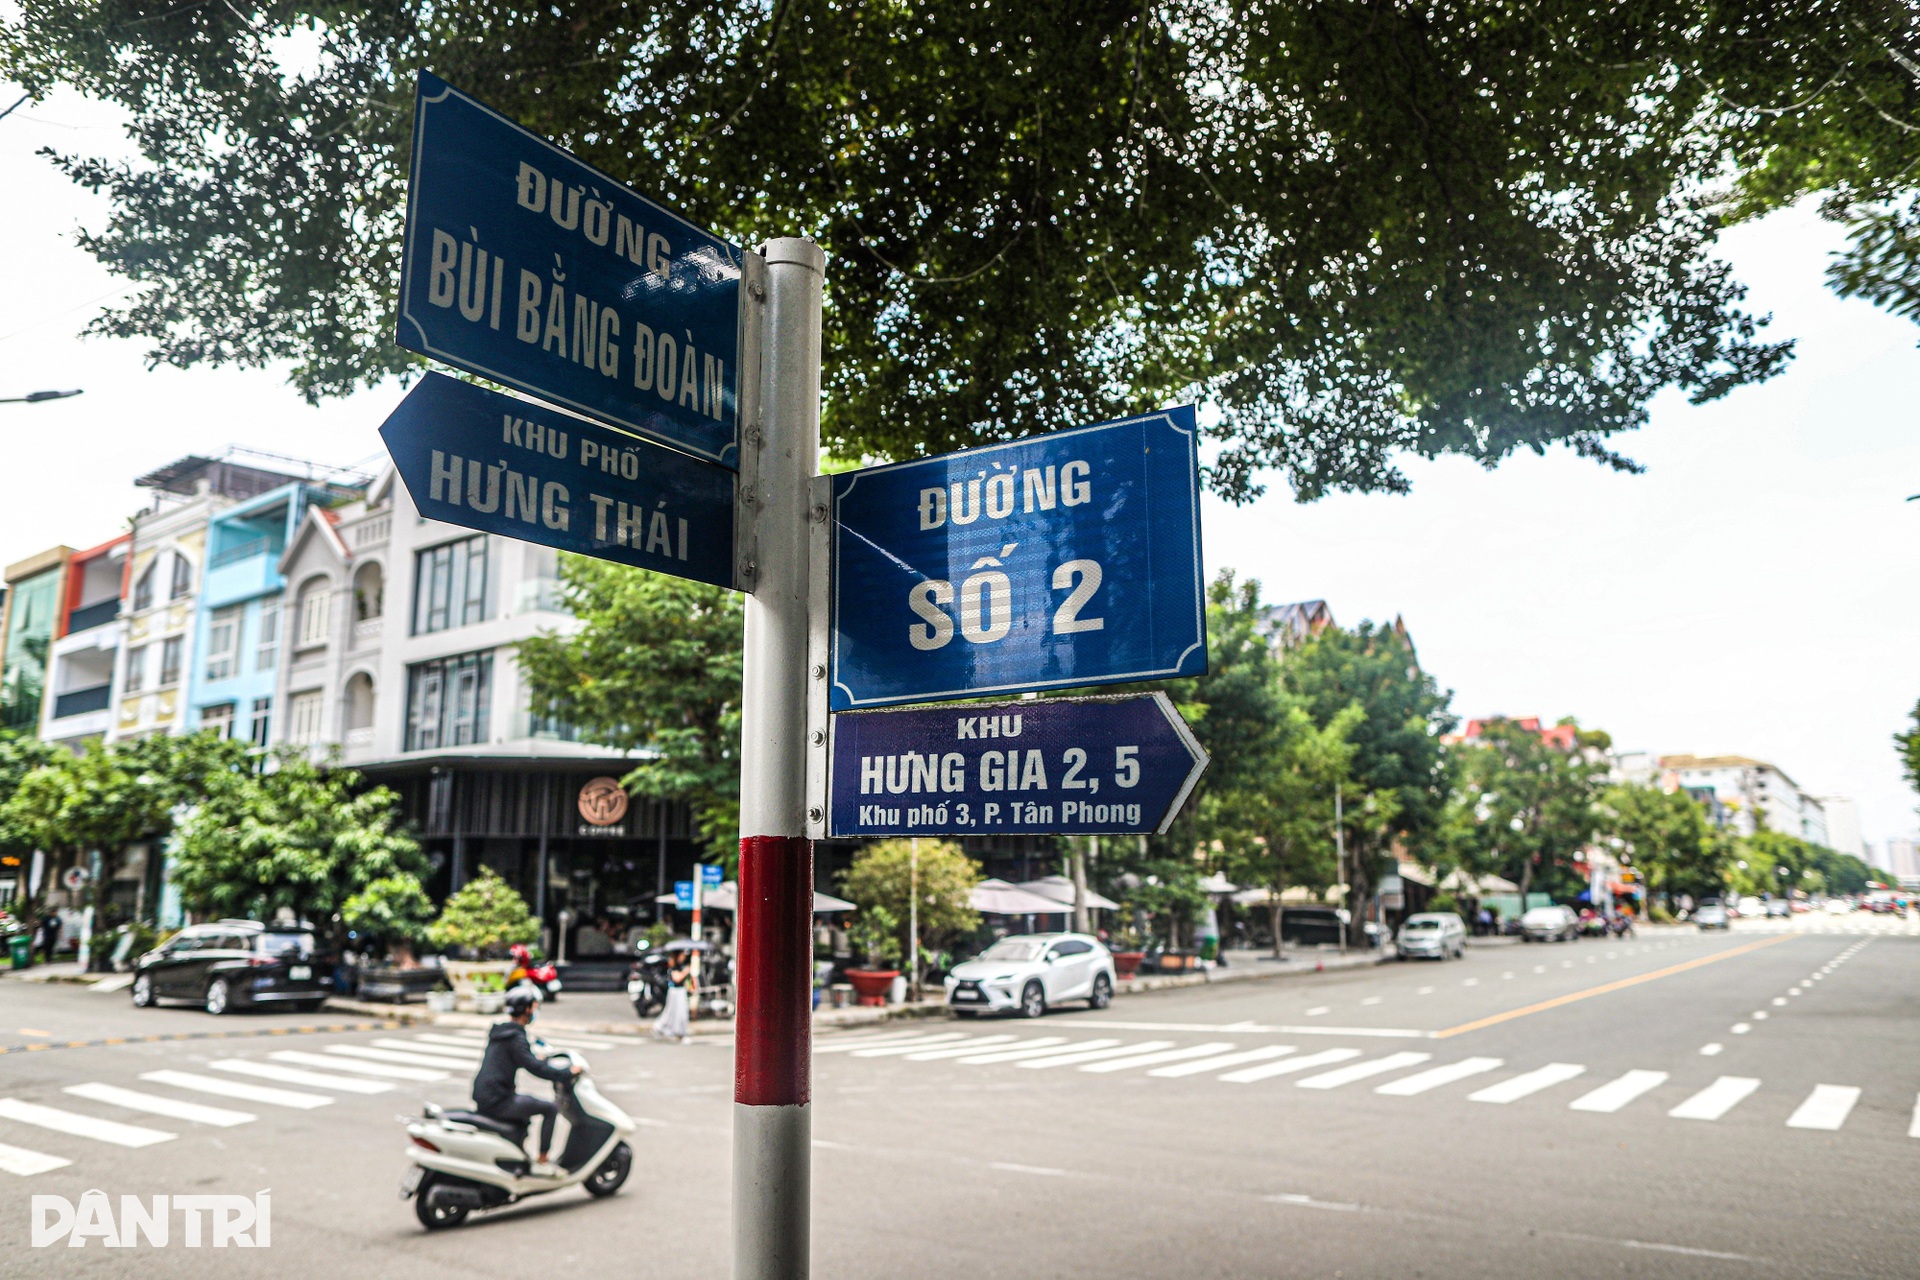 ĐƯỜNG
BÙI BẰNG ĐOÀN
KHU PHỐ
HƯNG THÁI
ĐƯỜNG
SỐ 2
KHU
HƯNG GIA 2, 5
Khu phố 3, P. Tân Phong
COFFEE
DÂN TRÍ